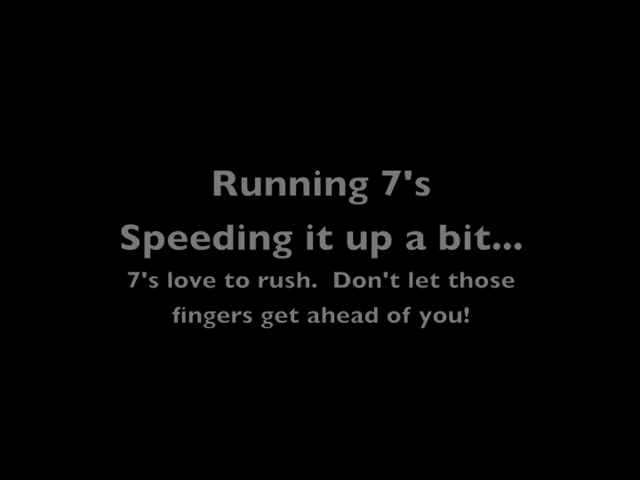 Running 7's
Speeding it up a bit...
7's love to rush.  Don't let those
fingers get ahead of you!